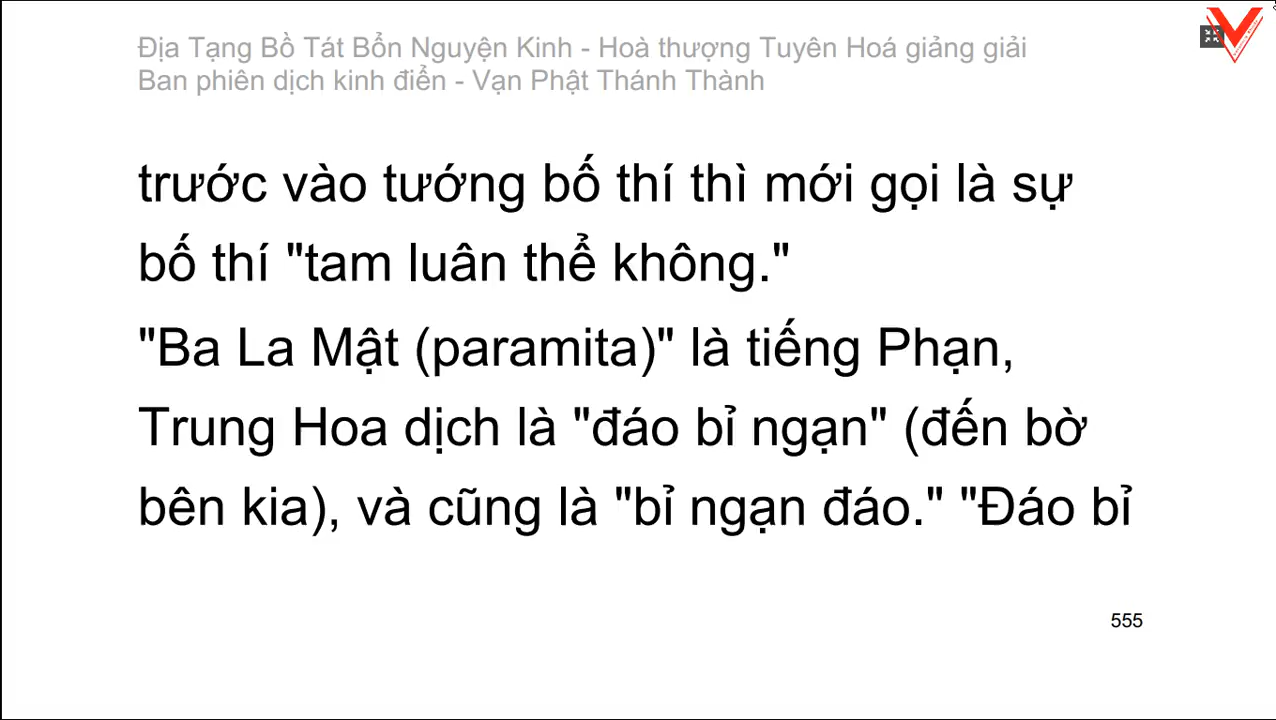 Địa Tạng Bồ Tát Bổn Nguyện Kinh - Hoà thượng Tuyên Hoá giảng giải
Ban phiên dịch kinh điển - Vạn Phật Thánh Thành
trước vào tướng bố thí thì mới gọi là sự
bố thí "tam luân thể không."
"Ba La Mật (paramita)" là tiếng Phạn,
Trung Hoa dịch là "đáo bỉ ngạn" (đến bờ
bên kia), và cũng là "bỉ ngạn đáo." "Đáo bỉ
555